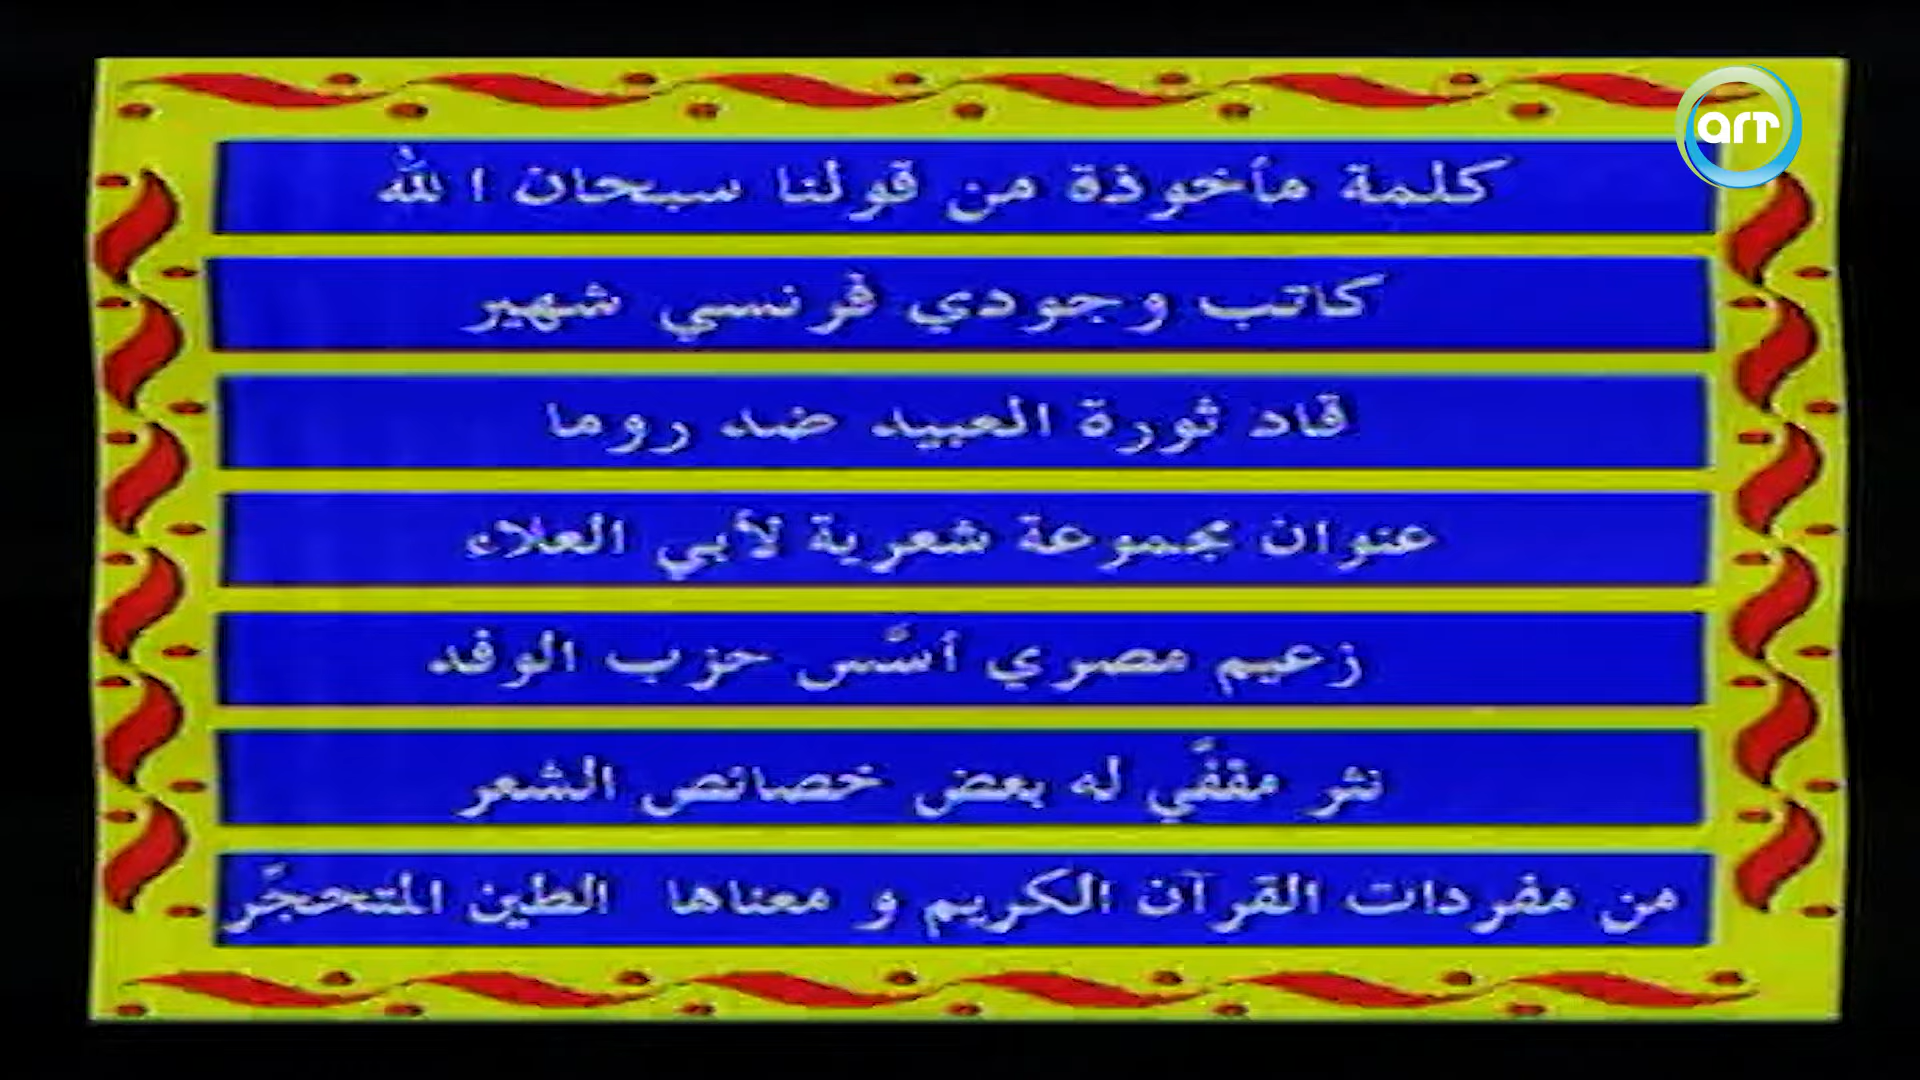 art
كلمة مأخوذة من قولنا سبحان الله
كاتب وجودي فرنسي شهير
قاد ثورة العبيد ضد روما
عنوان مجموعة شعرية لأبي العلاء
زعيم مصري أسّس حزب الوفد
نثر مقفّي له بعض خصائص الشعر
من مفردات القرآن الكريم و معناها الطين المتحجّر